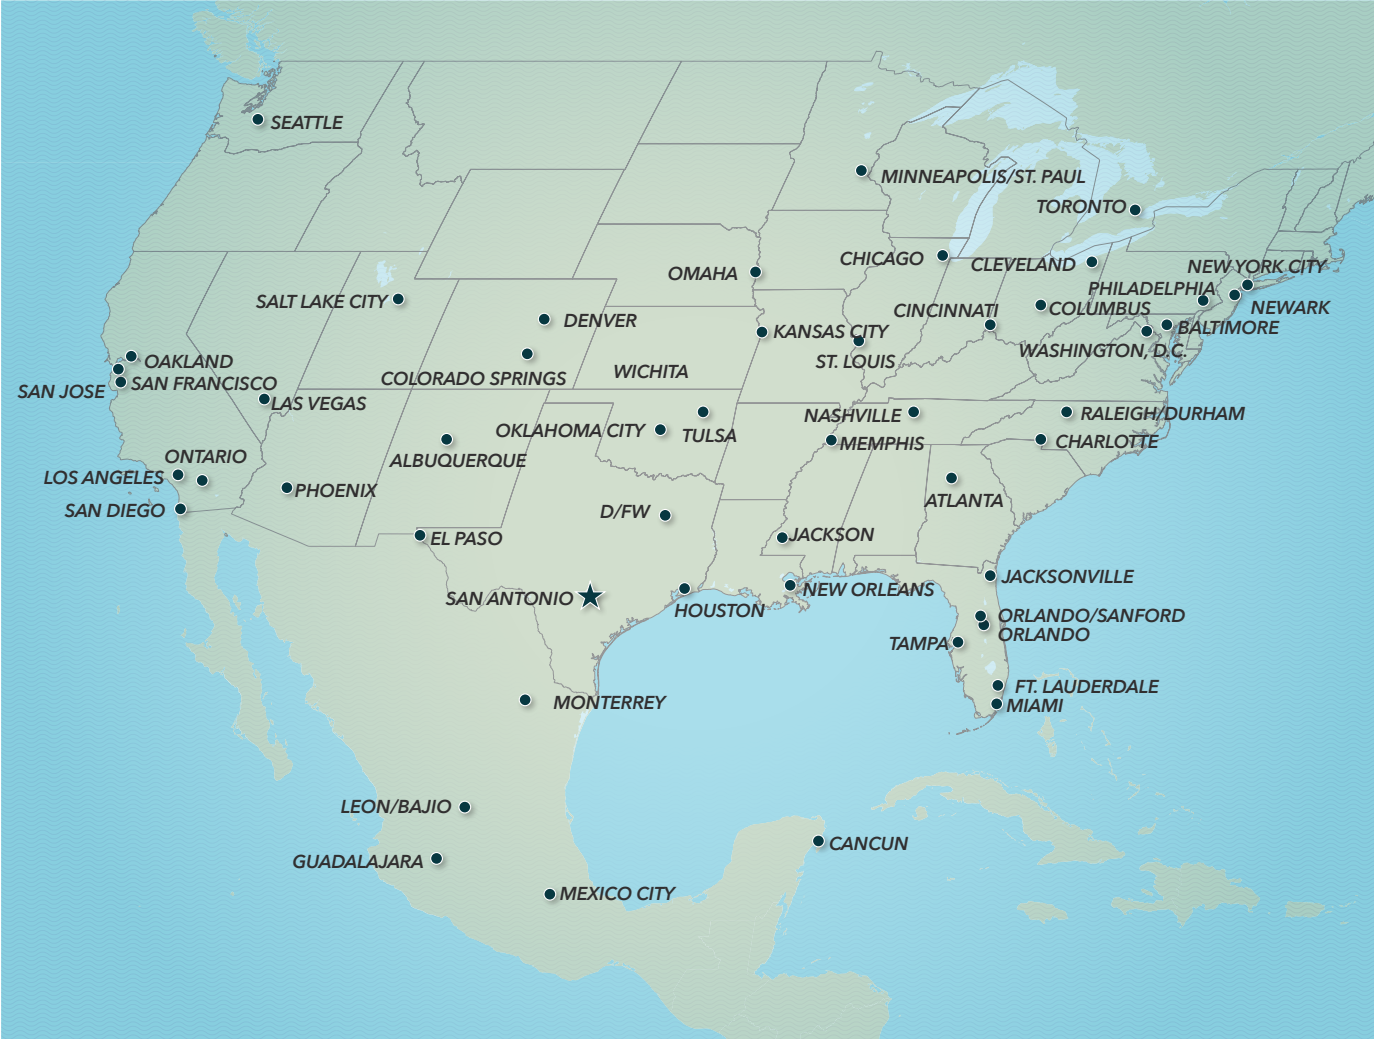 SEATTLE
MINNEAPOLIS/ST. PAUL
TORONTO
CHICAGO
CLEVELAND
NEW YORK CITY
OMAHA
PHILADELPHIA
SALT LAKE CITY
COLUMBUS
NEWARK
CINCINNATI
DENVER
BALTIMORE
KANSAS CITY
WASHINGTON, D.C.
ST. LOUIS
OAKLAND
WICHITA
COLORADO SPRINGS
SAN FRANCISCO
SAN JOSE
LAS VEGAS
NASHVILLE
RALEIGH/DURHAM
OKLAHOMA CITY
TULSA
MEMPHIS
CHARLOTTE
ONTARIO
ALBUQUERQUE
LOS ANGELES
PHOENIX
ATLANTA
SAN DIEGO
D/FW
EL PASO
JACKSON
JACKSONVILLE
NEW ORLEANS
SAN ANTONIO
HOUSTON
ORLANDO/SANFORD
ORLANDO
TAMPA
FT. LAUDERDALE
MONTERREY
MIAMI
LEON/BAJIO
CANCUN
GUADALAJARA
MEXICO CITY